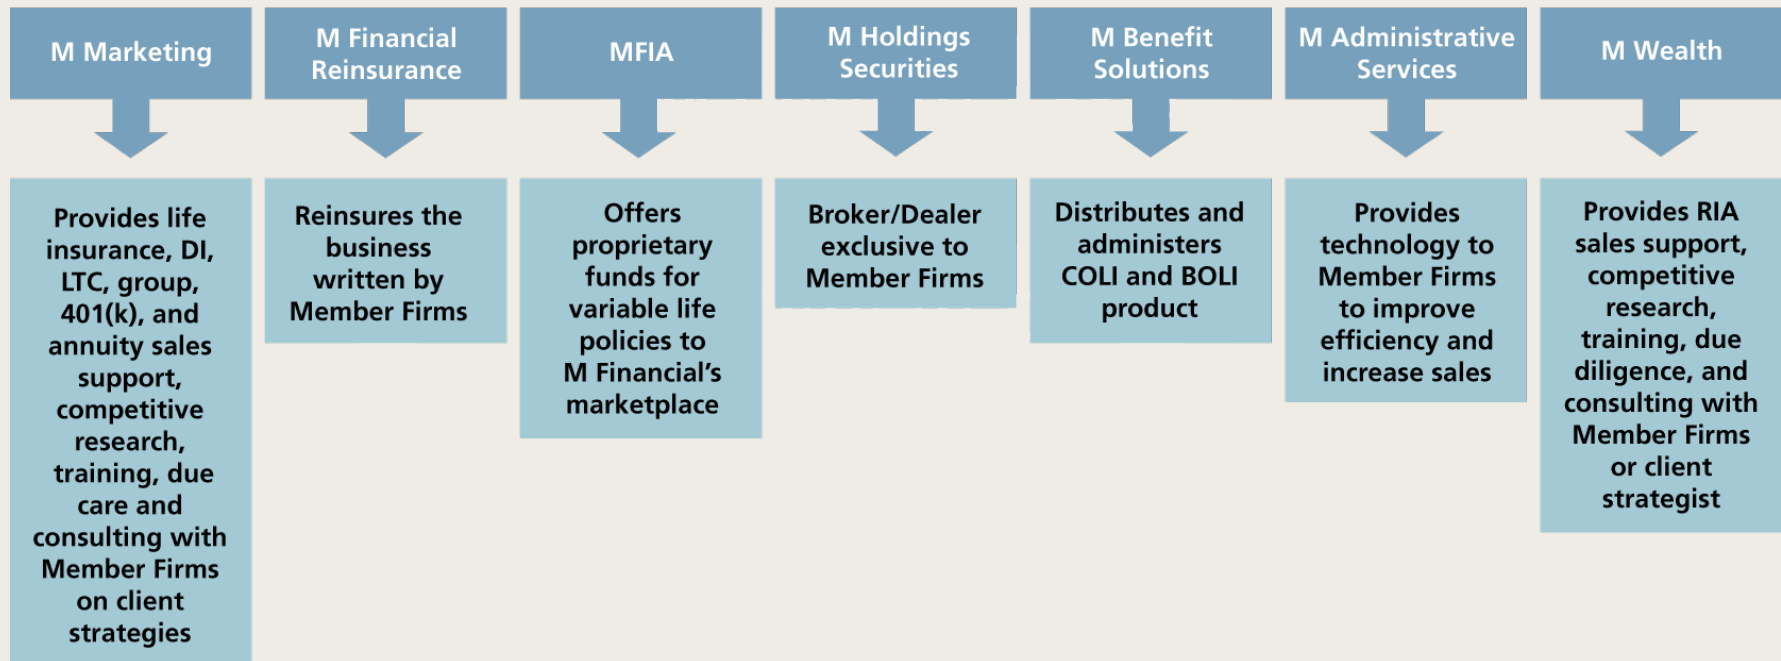 M Marketing
Provides life
insurance, DI,
LTC, group,
401(k), and
annuity sales
support,
competitive
research,
training, due
care and
consulting with
Member Firms
on client
strategies
M Financial
Reinsurance
Reinsures the
business
written by
Member Firms
MFIA
Offers
proprietary
funds for
variable life
policies to
M Financial’s
marketplace
M Holdings
Securities
Broker/Dealer
exclusive to
Member Firms
M Benefit
Solutions
Distributes and
administers
COLI and BOLI
product
M Administrative
Services
Provides
technology to
Member Firms
to improve
efficiency and
increase sales
M Wealth
Provides RIA
sales support,
competitive
research,
training, due
diligence, and
consulting with
Member Firms
or client
strategist